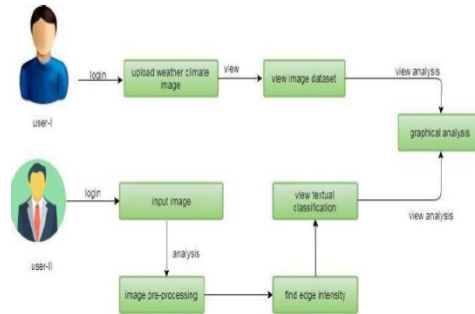 login
upload weather climate
image
view
view image dataset
view analysis
user-I
graphical analysis
login
input image
view textual
classification
view analysis
user-II
analysis
image pre-processing
find edge intensity